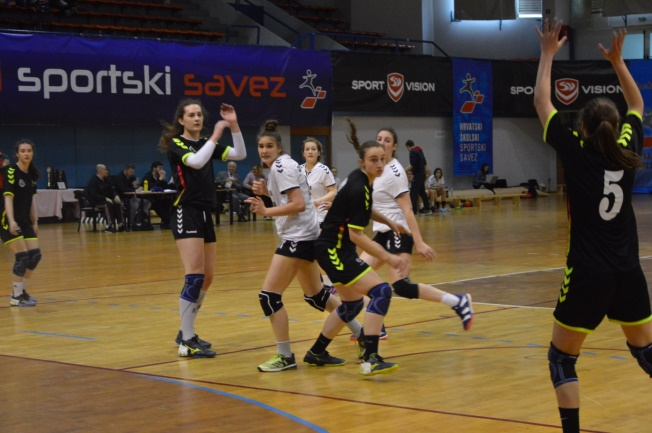 sportski savez
SPORT VISION
SPORT VISION
HRVATSKI
ŠKOLSKI
SPORTSKI
SAVEZ
5